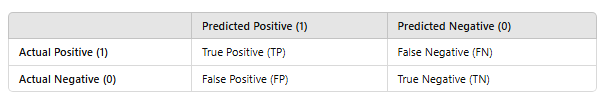 Predicted Positive (1) Predicted Negative (0)
Actual Positive (1) True Positive (TP) False Negative (FN)
Actual Negative (0) False Positive (FP) True Negative (TN)